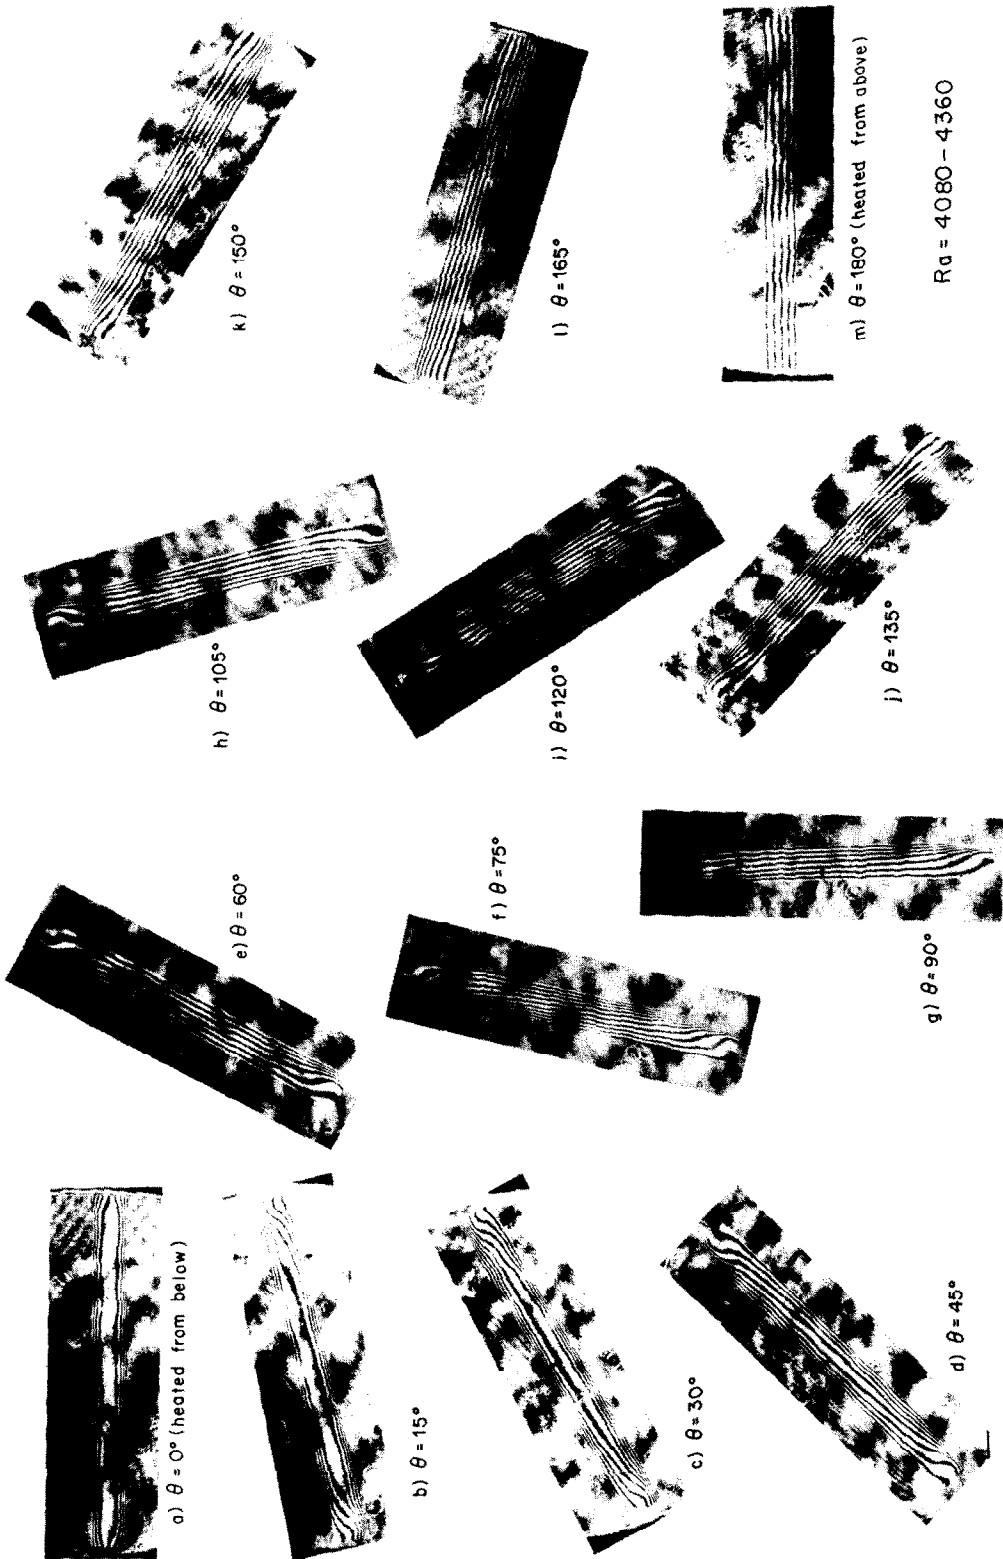 a) θ = 0° (heated from below)
b) θ = 15°
c) θ = 30°
d) θ = 45°
e) θ = 60°
f) θ = 75°
g) θ = 90°
h) θ = 105°
i) θ = 120°
j) θ = 135°
k) θ = 150°
l) θ = 165°
m) θ = 180° (heated from above)
Ra = 4080-4360